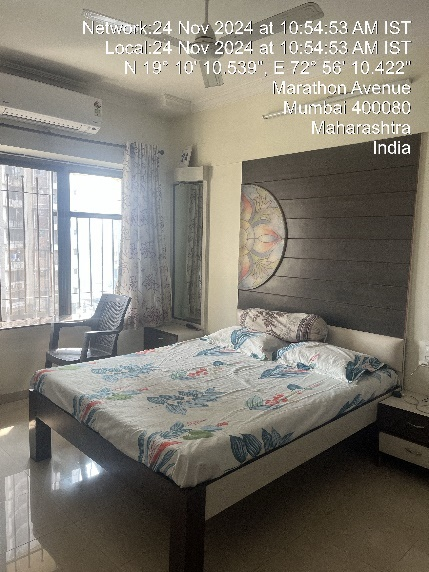 Network:24 Nov 2024 at 10:54:53 AM IST
Local:24 Nov 2024 at 10:54:53 AM IST
N 19° 10' 10.539", E 72° 56' 10.422"
Marathon Avenue
Mumbai 400080
Maharashtra
India